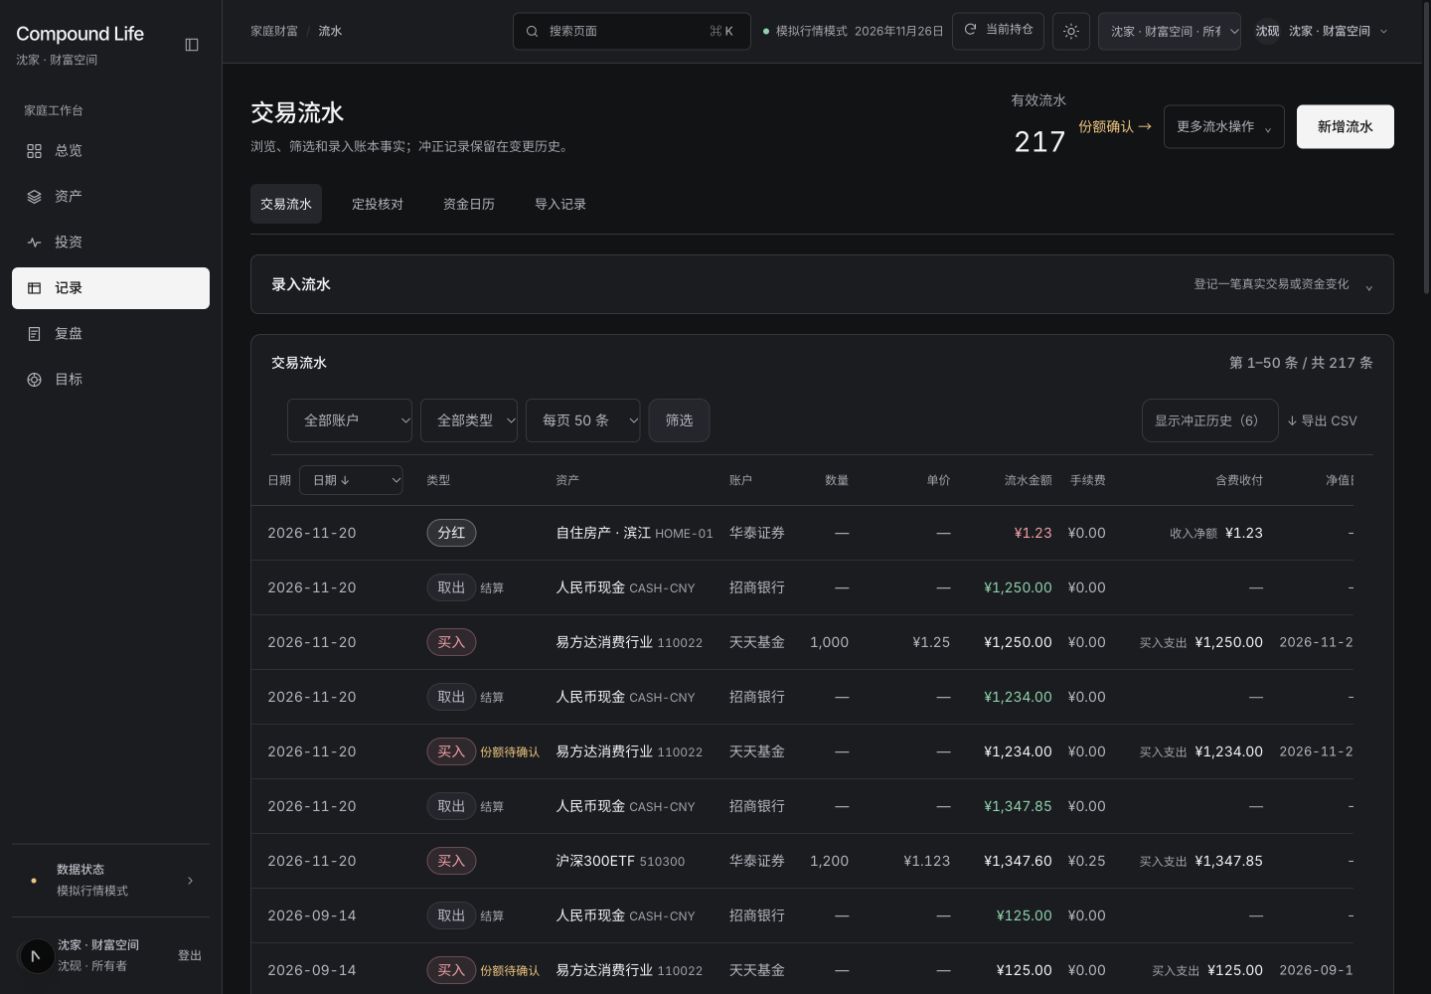 Compound Life
沈家 · 财富空间
家庭工作台
总览
资产
投资
记录
复盘
目标
数据状态
模拟行情模式
沈家 · 财富空间
沈砚 · 所有者
登出
家庭财富 / 流水
搜索页面 ⌘K
模拟行情模式 2026年11月26日
当前持仓
沈家 · 财富空间 · 所
沈砚 沈家 · 财富空间
交易流水
浏览、筛选和录入账本事实；冲正记录保留在变更历史。
有效流水
217
份额确认 →
更多流水操作
新增流水
交易流水 定投核对 资金日历 导入记录
录入流水 登记一笔真实交易或资金变化
交易流水 第 1–50 条 / 共 217 条
全部账户 全部类型 每页 50 条 筛选 显示冲正历史（6） ↓ 导出 CSV
日期 日期 ↓ 类型 资产 账户 数量 单价 流水金额 手续费 含费收付 净值
2026-11-20 分红 自住房产 · 滨江 HOME-01 华泰证券 — — ¥1.23 ¥0.00 收入净额 ¥1.23 -
2026-11-20 取出 结算 人民币现金 CASH-CNY 招商银行 — — ¥1,250.00 ¥0.00 — -
2026-11-20 买入 易方达消费行业 110022 天天基金 1,000 ¥1.25 ¥1,250.00 ¥0.00 买入支出 ¥1,250.00 2026-11-2
2026-11-20 取出 结算 人民币现金 CASH-CNY 招商银行 — — ¥1,234.00 ¥0.00 — -
2026-11-20 买入 份额待确认 易方达消费行业 110022 天天基金 — — ¥1,234.00 ¥0.00 买入支出 ¥1,234.00 2026-11-2
2026-11-20 取出 结算 人民币现金 CASH-CNY 招商银行 — — ¥1,347.85 ¥0.00 — -
2026-11-20 买入 沪深300ETF 510300 华泰证券 1,200 ¥1.123 ¥1,347.60 ¥0.25 买入支出 ¥1,347.85 -
2026-09-14 取出 结算 人民币现金 CASH-CNY 招商银行 — — ¥125.00 ¥0.00 — -
2026-09-14 买入 份额待确认 易方达消费行业 110022 天天基金 — — ¥125.00 ¥0.00 买入支出 ¥125.00 2026-09-1